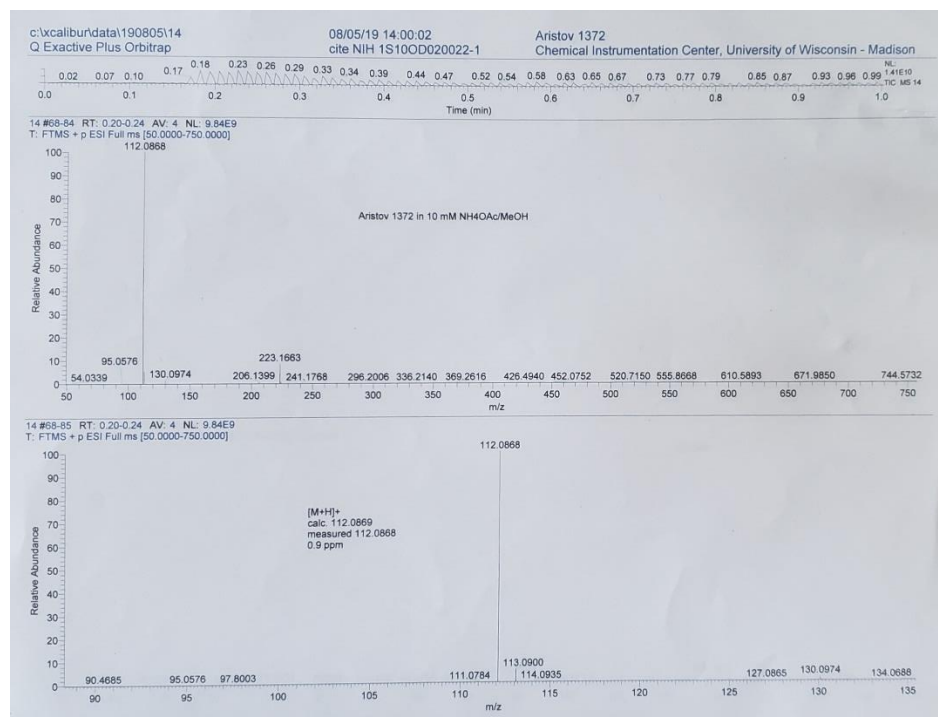 c:\xcalibur\data\190805\14 08/05/19 14:00:02 Aristov 1372
Q Exactive Plus Orbitrap cite NIH 1S10OD020022-1 Chemical Instrumentation Center, University of Wisconsin - Madison
NL:
0.02 0.07 0.10 0.17 0.18 0.23 0.26 0.29 0.33 0.34 0.39 0.44 0.47 0.52 0.54 0.58 0.63 0.65 0.67 0.73 0.77 0.79 0.85 0.87 0.93 0.96 0.99 1.41E10
TIC MS 14
0.0 0.1 0.2 0.3 0.4 0.5 0.6 0.7 0.8 0.9 1.0
Time (min)
14 #68-84 RT: 0.20-0.24 AV: 4 NL: 9.84E9
T: FTMS + p ESI Full ms [50.0000-750.0000]
112.0868
100
90
80
70
60
50
40
30
20
10
0
Relative Abundance
Aristov 1372 in 10 mM NH4OAc/MeOH
95.0576 223.1663
54.0339 130.0974 206.1399 241.1768 296.2006 336.2140 369.2616 426.4940 452.0752 520.7150 555.8668 610.5893 671.9850 744.5732
50 100 150 200 250 300 350 400 450 500 550 600 650 700 750
m/z
14 #68-85 RT: 0.20-0.24 AV: 4 NL: 9.84E9
T: FTMS + p ESI Full ms [50.0000-750.0000]
112.0868
100
90
80
70
60
50
40
30
20
10
0
Relative Abundance
[M+H]+
calc. 112.0869
measured 112.0868
0.9 ppm
113.0900
90.4685 95.0576 97.8003 111.0784 114.0935 127.0865 130.0974 134.0688
90 95 100 105 110 115 120 125 130 135
m/z